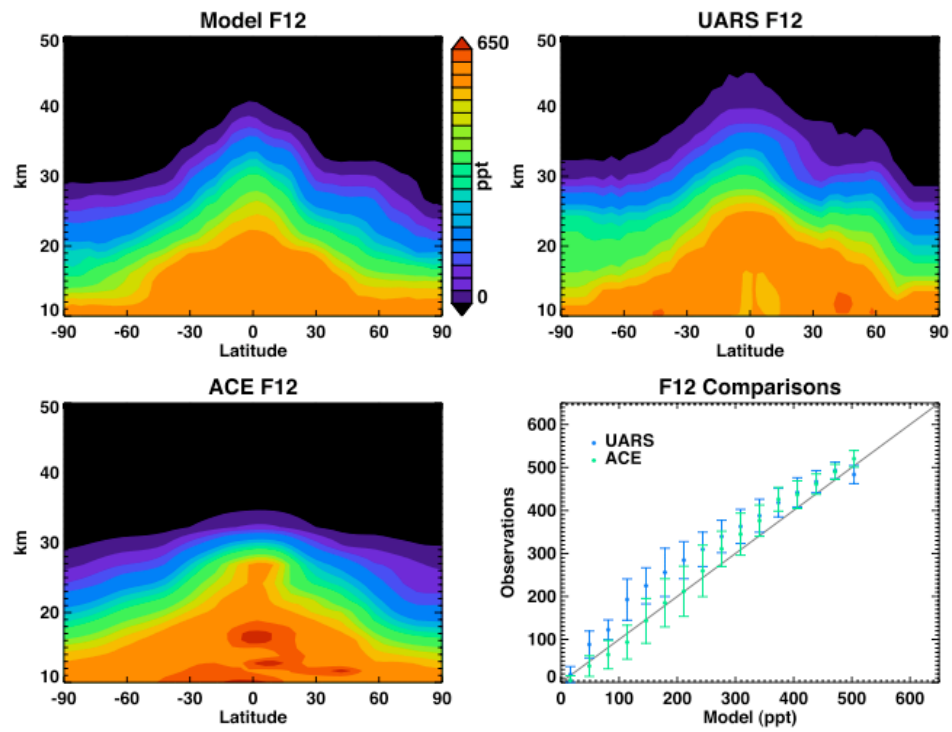 Model F12
50
40
30
20
10
km
-90 -60 -30 0 30 60 90
Latitude
650
ppt
0
UARS F12
50
40
30
20
10
km
-90 -60 -30 0 30 60 90
Latitude
ACE F12
50
40
30
20
10
km
-90 -60 -30 0 30 60 90
Latitude
F12 Comparisons
600
500
400
300
200
100
0
Observations
UARS
ACE
0 100 200 300 400 500 600
Model (ppt)